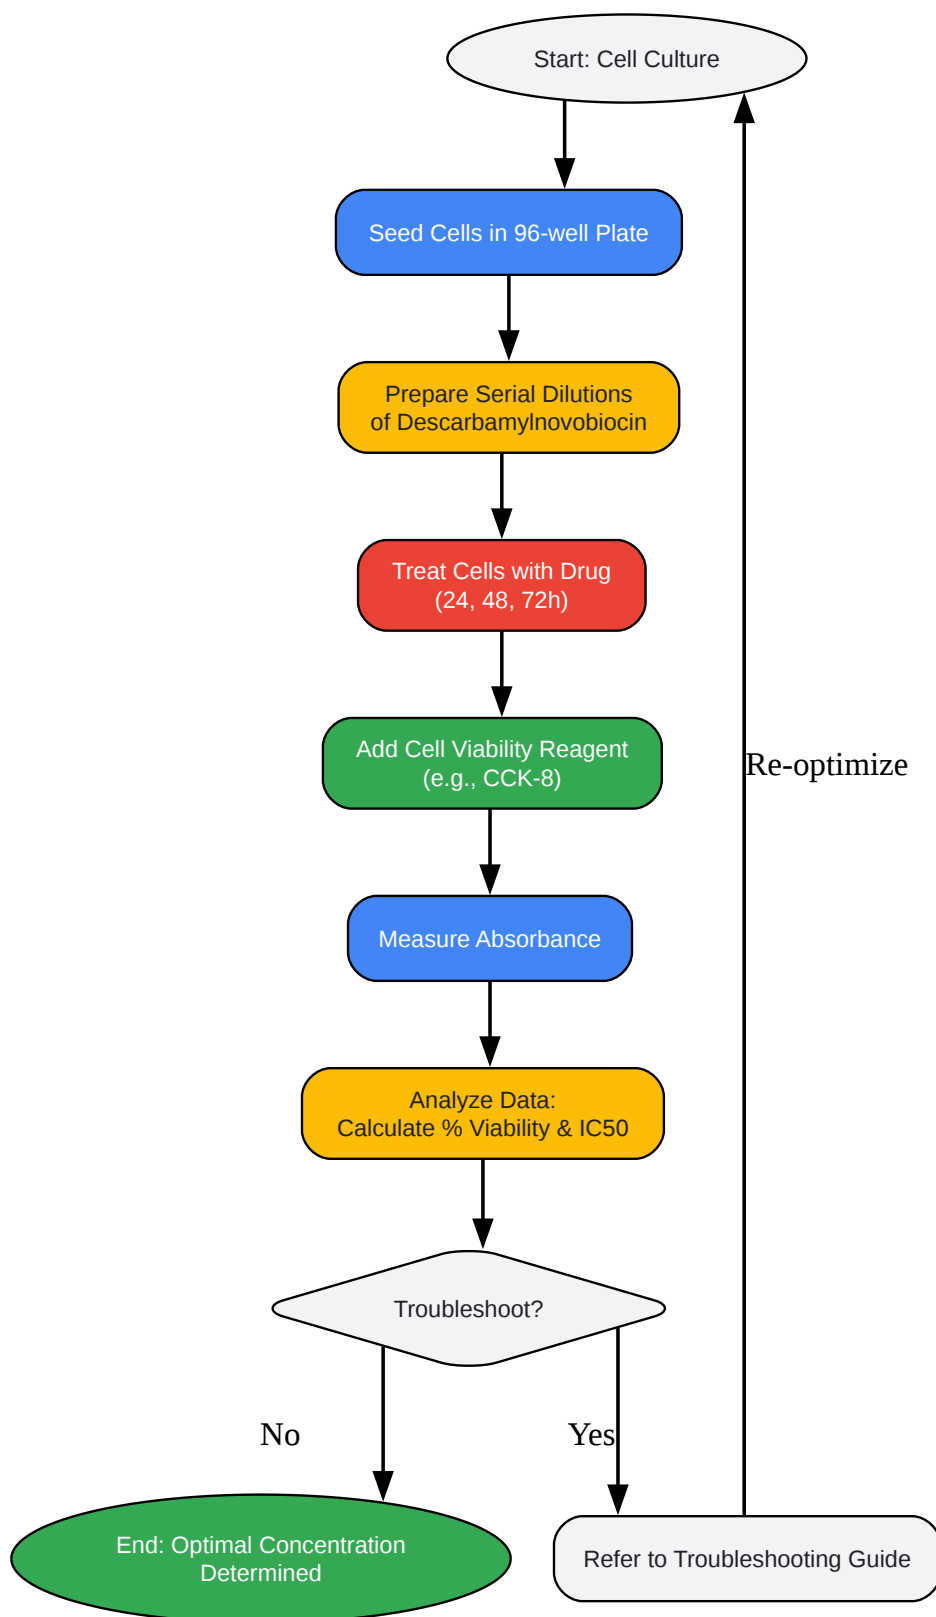 Start: Cell Culture
Seed Cells in 96-well Plate
Prepare Serial Dilutions
of Descarbamylnovobiocin
Treat Cells with Drug
(24, 48, 72h)
Add Cell Viability Reagent
(e.g., CCK-8)
Re-optimize
Measure Absorbance
Analyze Data:
Calculate % Viability & IC50
Troubleshoot?
No
Yes
End: Optimal Concentration
Determined
Refer to Troubleshooting Guide